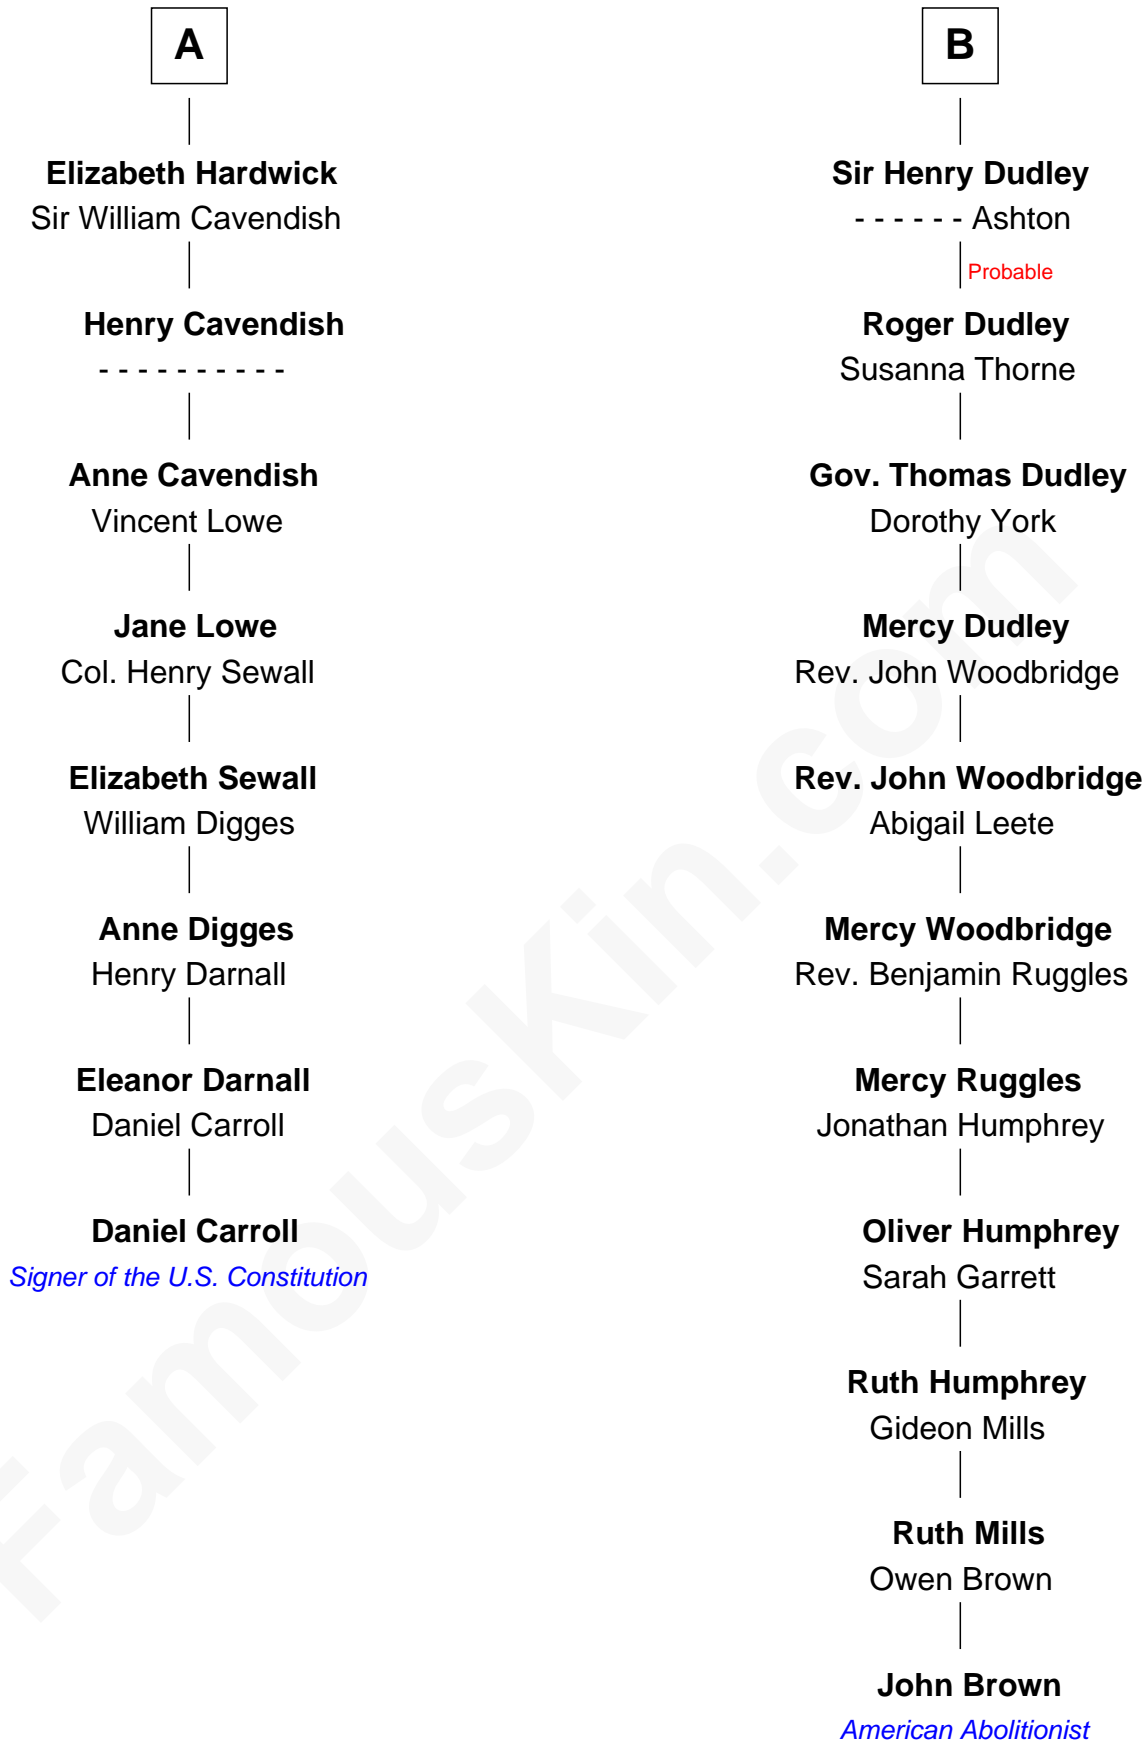 A
Elizabeth Hardwick
Sir William Cavendish
Henry Cavendish
- - - - - - - - - -
Anne Cavendish
Vincent Lowe
Jane Lowe
Col. Henry Sewall
Elizabeth Sewall
William Digges
Anne Digges
Henry Darnall
Eleanor Darnall
Daniel Carroll
Daniel Carroll
Signer of the U.S. Constitution
B
Sir Henry Dudley
- - - - - - Ashton
Probable
Roger Dudley
Susanna Thorne
Gov. Thomas Dudley
Dorothy York
Mercy Dudley
Rev. John Woodbridge
Rev. John Woodbridge
Abigail Leete
Mercy Woodbridge
Rev. Benjamin Ruggles
Mercy Ruggles
Jonathan Humphrey
Oliver Humphrey
Sarah Garrett
Ruth Humphrey
Gideon Mills
Ruth Mills
Owen Brown
John Brown
American Abolitionist
FamousKin.com